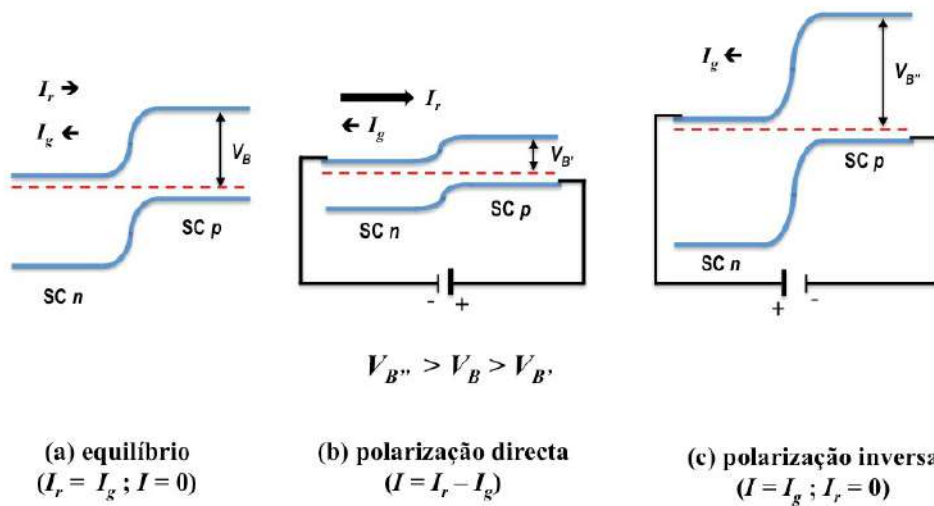 I_r →
I_g ←
V_B
SC p
SC n
I_r
← I_g
V_B'
SC n
SC p
- +
I_g ←
V_B''
SC p
SC n
+ -
V_B'' > V_B > V_B'
(a) equilíbrio
(I_r = I_g ; I = 0)
(b) polarização directa
(I = I_r – I_g)
(c) polarização inversa
(I = I_g ; I_r = 0)